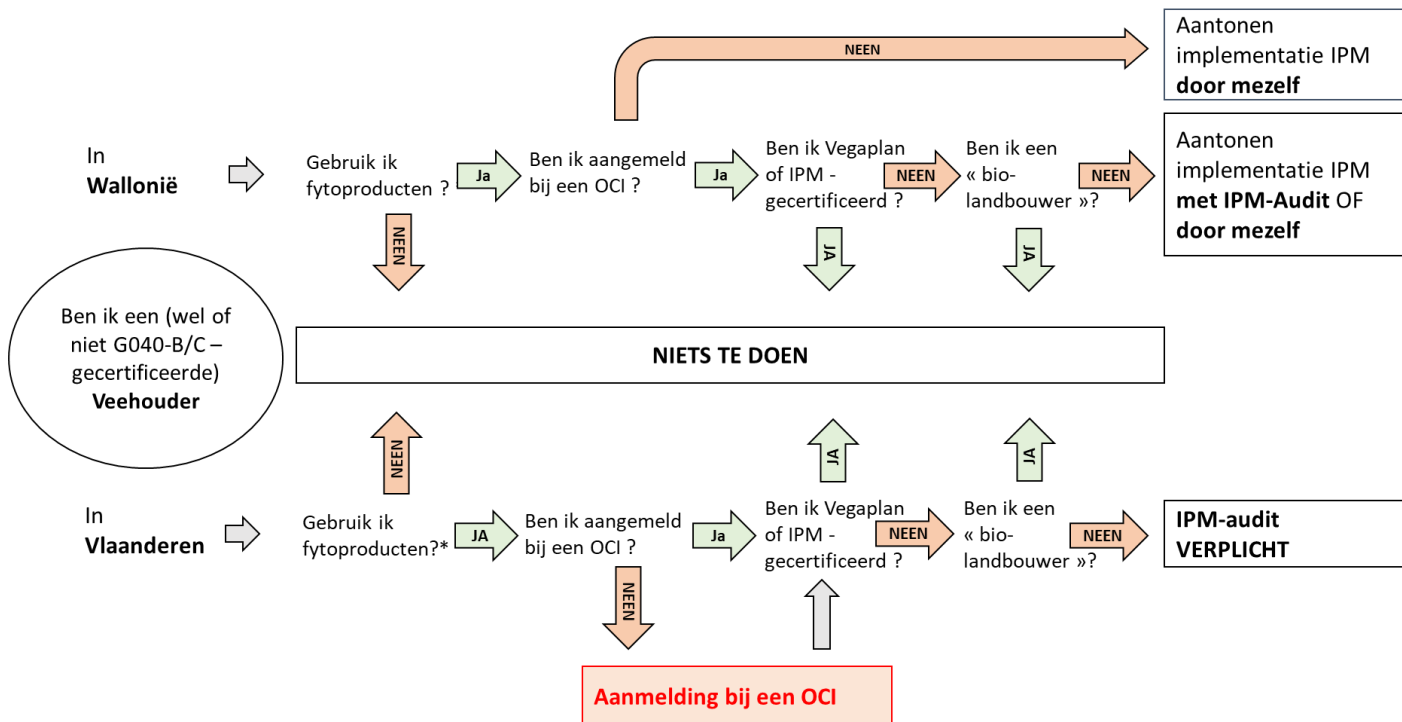 NEEN
Aantonen
implementatie IPM
door mezelf
In
Wallonië
Gebruik ik
fytoproducten ?
Ja
Ben ik aangemeld
bij een OCI ?
Ja
Ben ik Vegaplan
of IPM -
gecertificeerd ?
NEEN
Ben ik een
« bio-
landbouwer »?
NEEN
Aantonen
implementatie IPM
met IPM-Audit OF
door mezelf
NEEN
JA
JA
Ben ik een (wel of
niet G040-B/C –
gecertificeerde)
Veehouder
NIETS TE DOEN
NEEN
JA
JA
In
Vlaanderen
Gebruik ik
fytoproducten?*
JA
Ben ik aangemeld
bij een OCI ?
Ja
Ben ik Vegaplan
of IPM -
gecertificeerd ?
NEEN
Ben ik een
« bio-
landbouwer »?
NEEN
IPM-audit
VERPLICHT
NEEN
Aanmelding bij een OCI